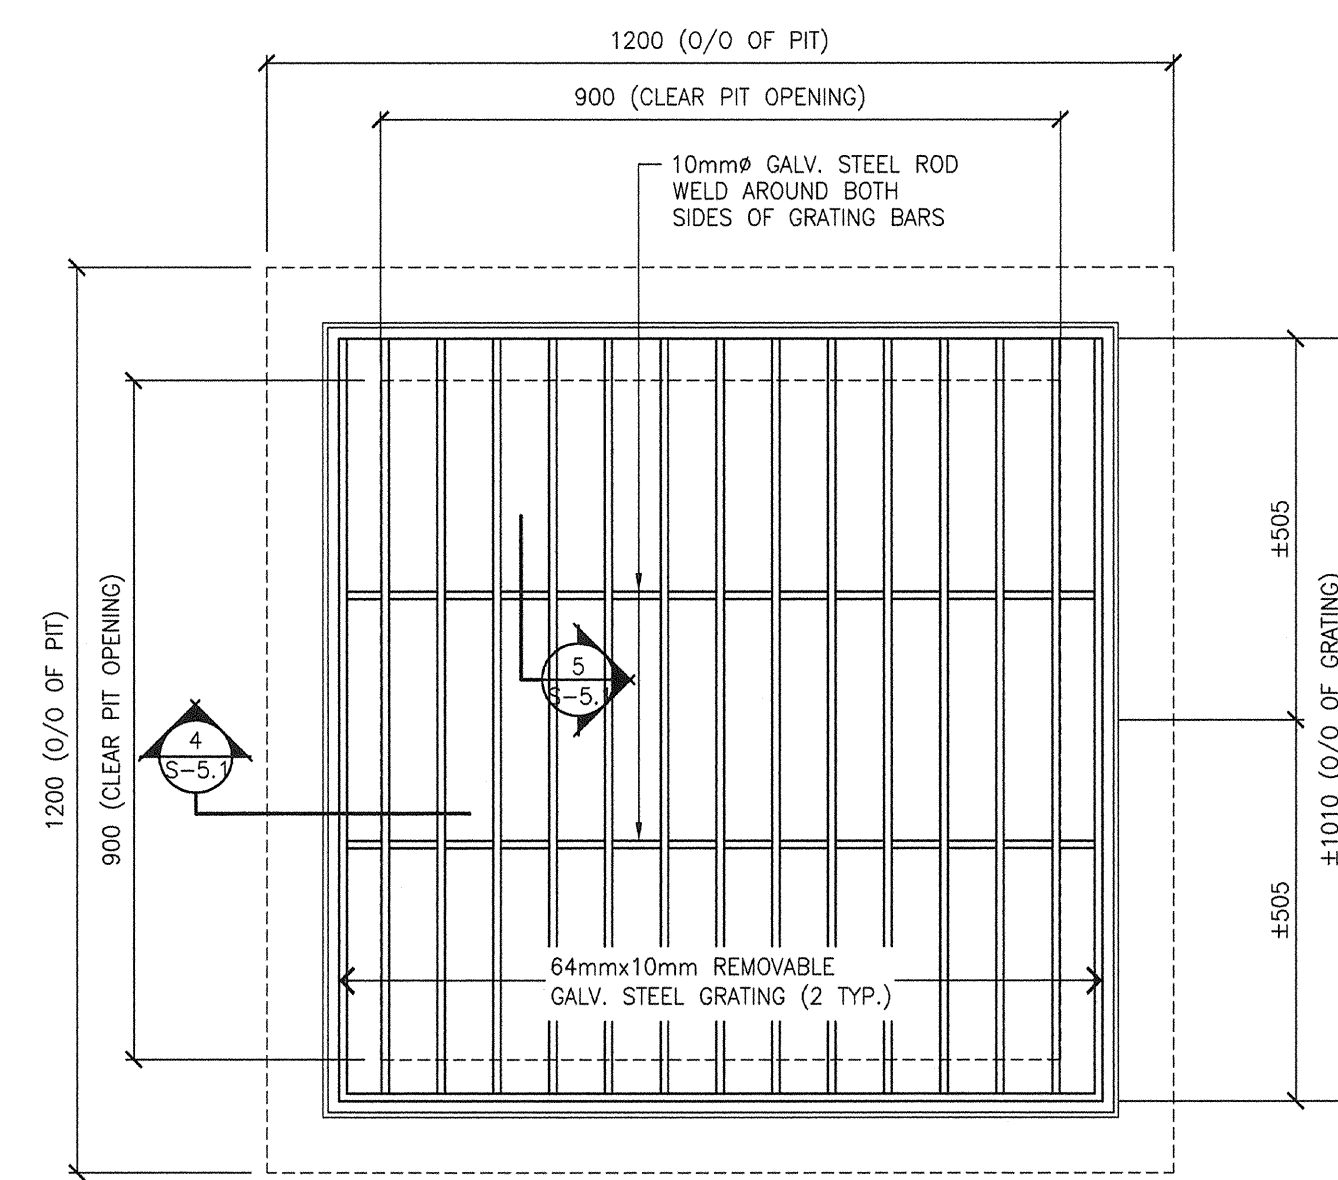 1200 (O/O OF PIT)
900 (CLEAR PIT OPENING)
10mmø GALV. STEEL ROD
WELD AROUND BOTH
SIDES OF GRATING BARS
1200 (O/O OF PIT)
900 (CLEAR PIT OPENING)
4
S-5.1
5
S-5.1
64mmx10mm REMOVABLE
GALV. STEEL GRATING (2 TYP.)
±505
±505
±1010 (O/O OF GRATING)